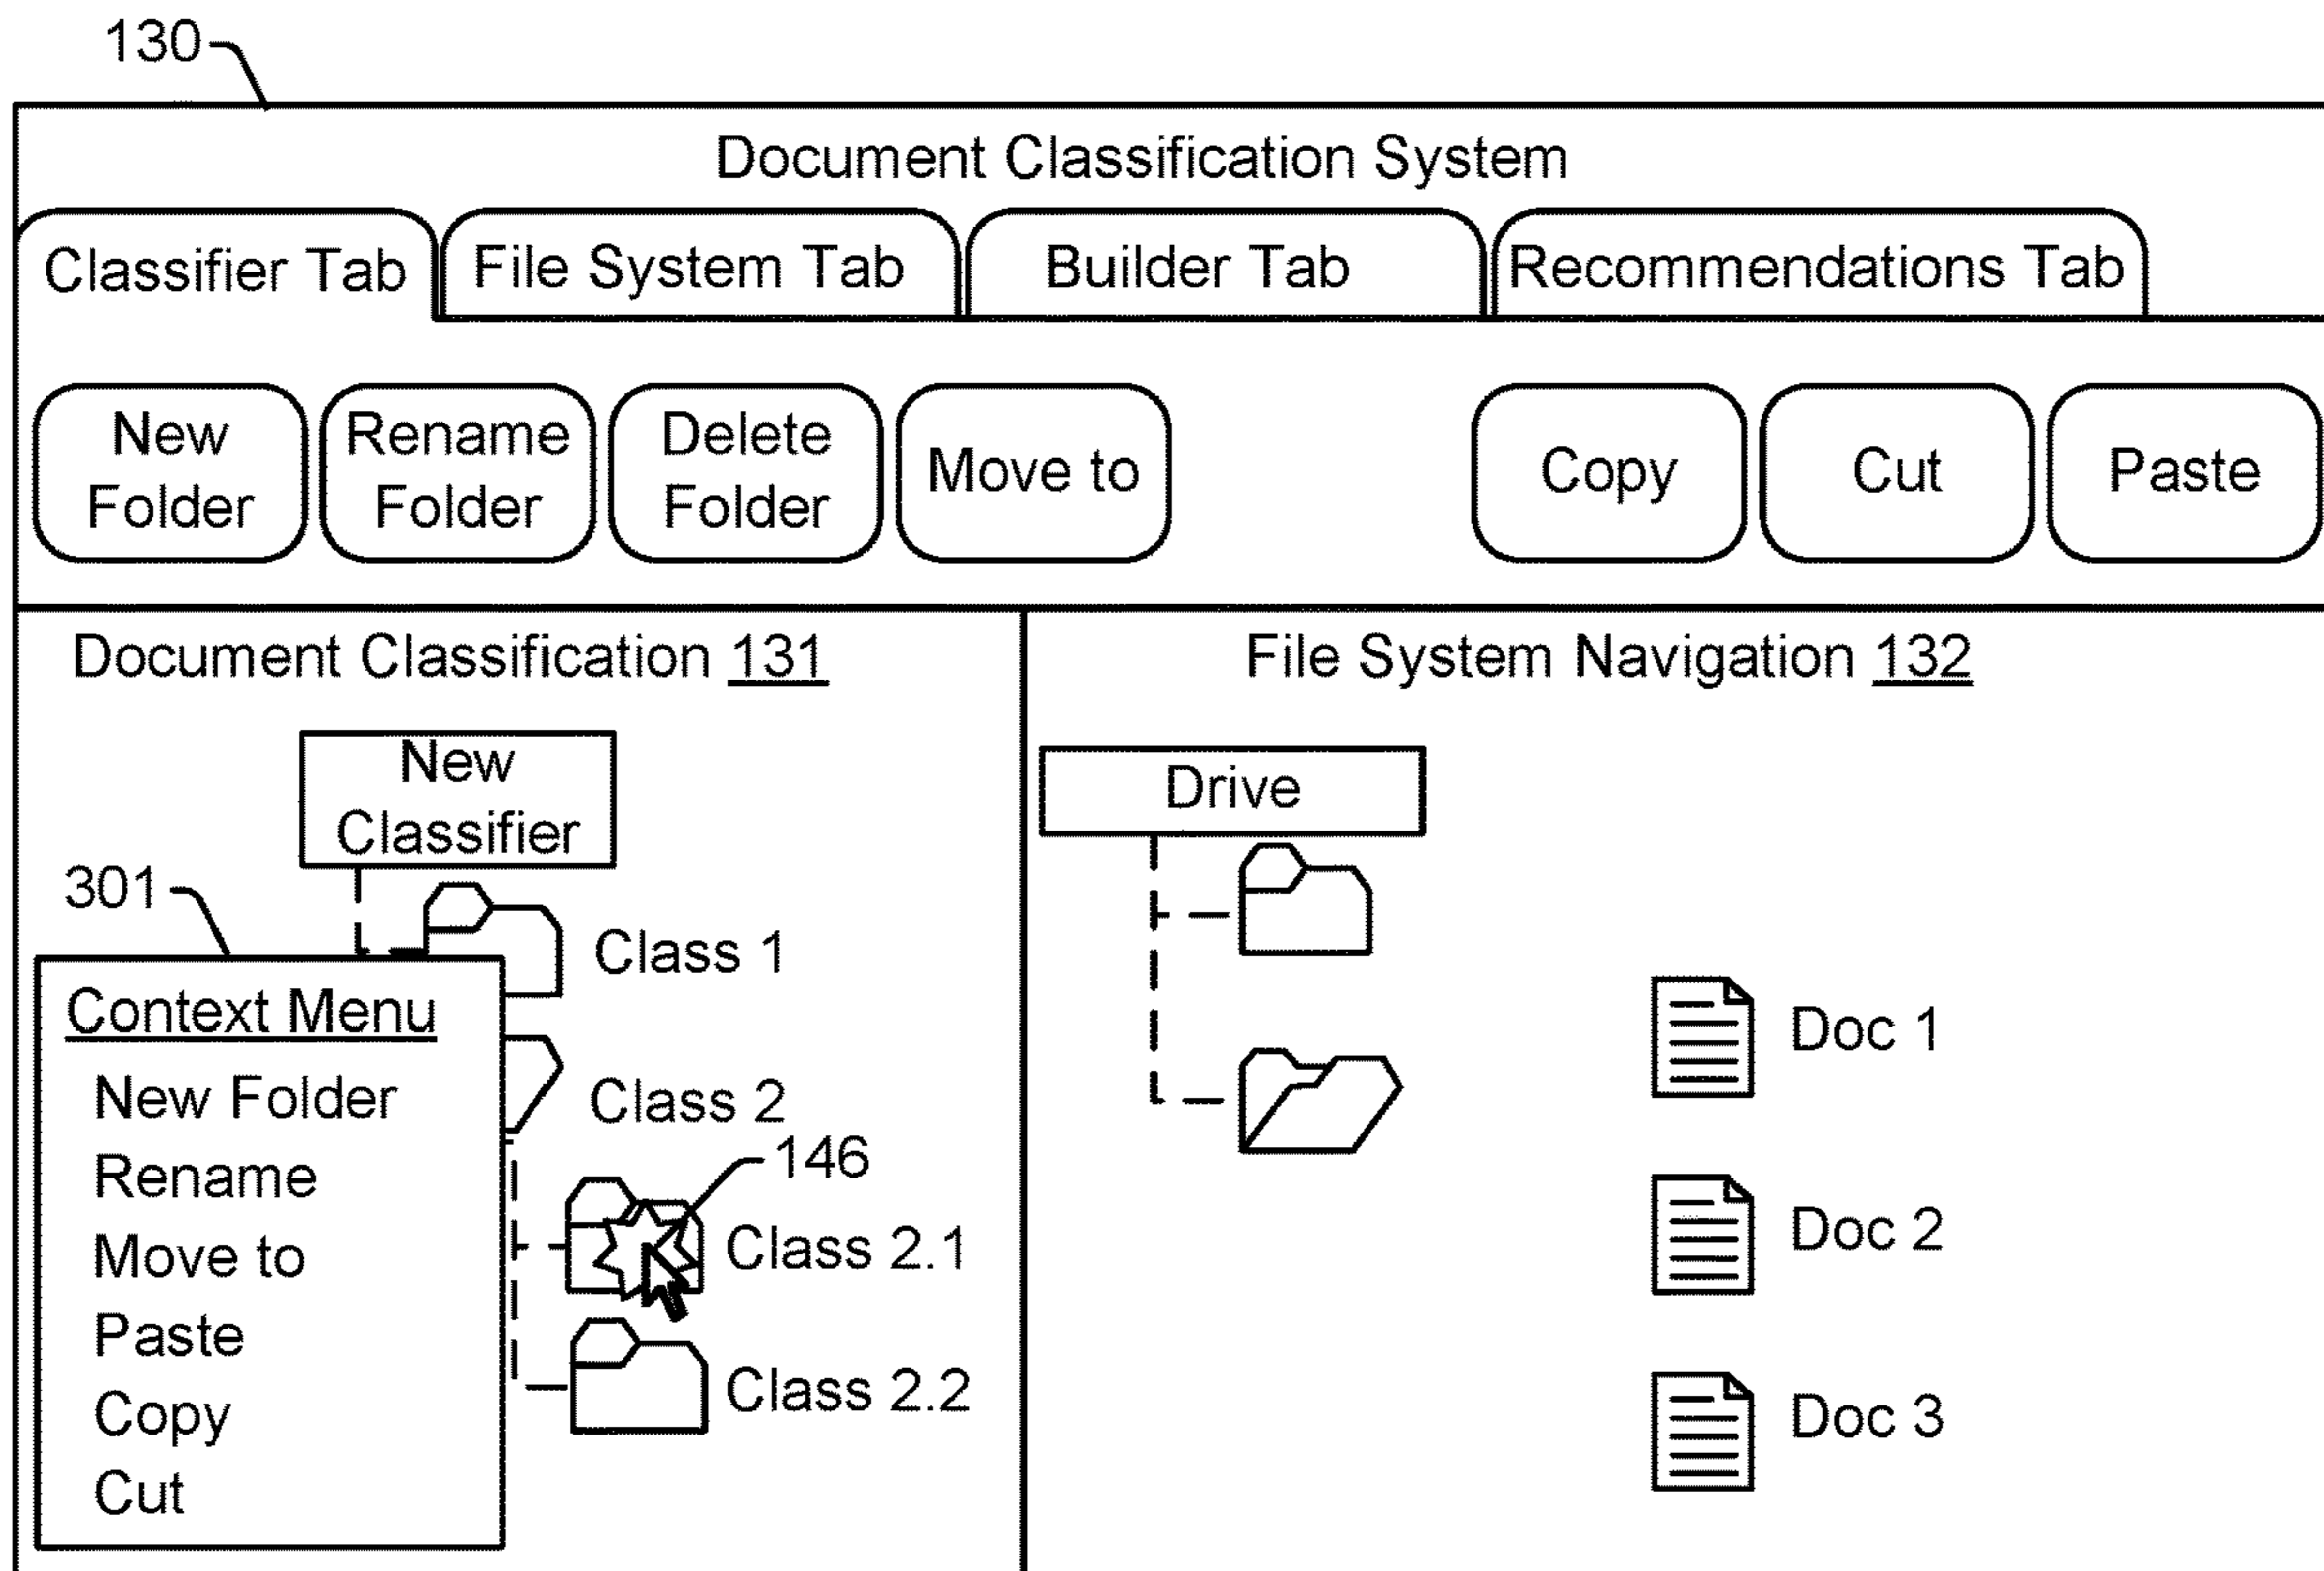 130
Document Classification System
Classifier Tab
File System Tab
Builder Tab
Recommendations Tab
New
Folder
Rename
Folder
Delete
Folder
Move to
Copy
Cut
Paste
Document Classification 131
New
Classifier
301
Class 1
Context Menu
New Folder
Rename
Move to
Paste
Copy
Cut
Class 2
146
Class 2.1
Class 2.2
File System Navigation 132
Drive
Doc 1
Doc 2
Doc 3